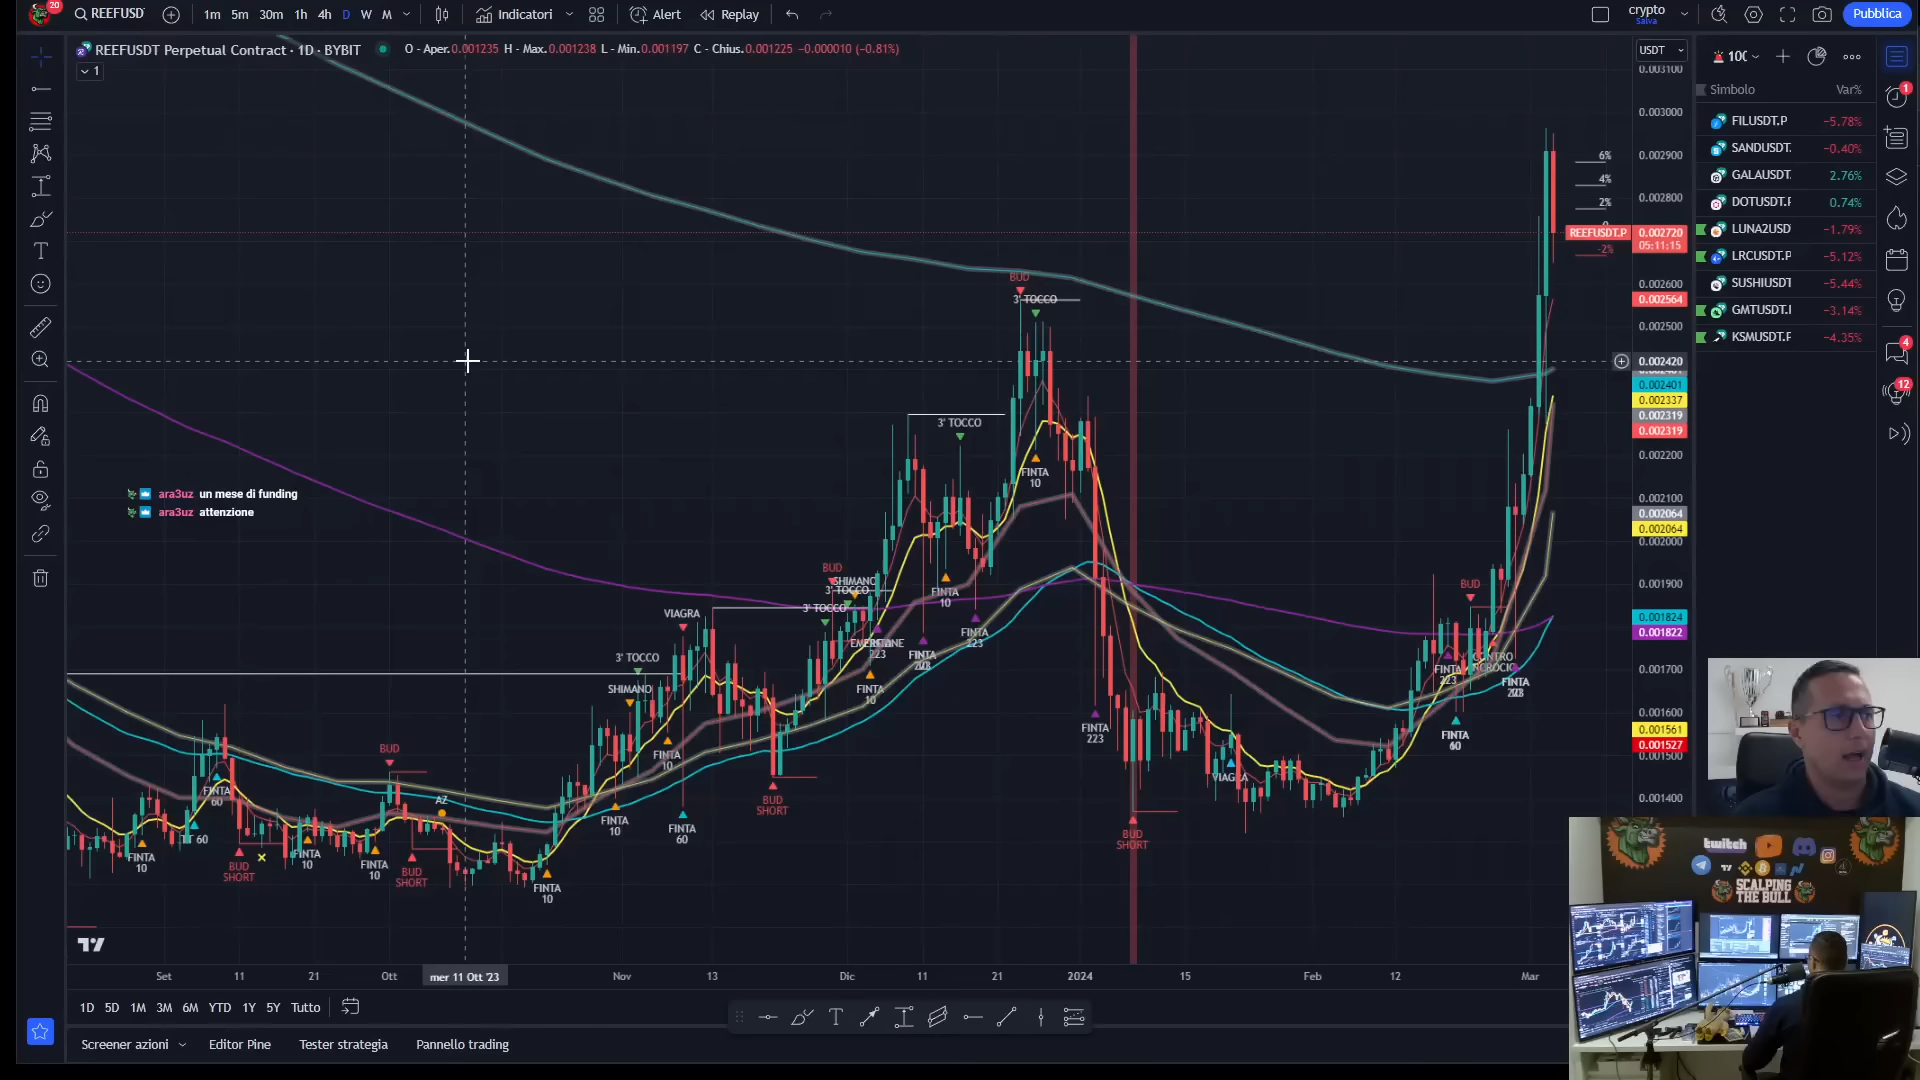 20
REEFUSD
1m 5m 30m 1h 4h D W M
Indicatori
Alert
Replay
crypto
Salva
Pubblica
REEFUSDT Perpetual Contract · 1D · BYBIT
O - Aper.0.001235 H - Max.0.001238 L - Min.0.001197 C - Chius.0.001225 −0.000010 (−0.81%)
1
USDT
0.003100
0.003000
0.002900
0.002800
REEFUSDT.P 0.002720
05:11:15
0.002600
0.002564
0.002500
0.002420
0.002401
0.002337
0.002319
0.002319
0.002200
0.002100
0.002064
0.002064
0.002000
0.001900
0.001824
0.001822
0.001700
0.001600
0.001561
0.001527
0.001500
0.001400
6%
4%
2%
0
-2%
Simbolo Var%
FILUSDT.P −5.78%
SANDUSDT. −0.40%
GALAUSDT. 2.76%
DOTUSDT.F 0.74%
LUNA2USD −1.79%
LRCUSDT.P −5.12%
SUSHIUSDT −5.44%
GMTUSDT.I −3.14%
KSMUSDT.F −4.35%
1
4
12
ara3uz un mese di funding
ara3uz attenzione
BUD
3' TOCCO
3' TOCCO
FINTA
10
BUD
SHIMANO
3' TOCCO
3' TOCCO
VIAGRA
FINTA
10
FINTA
223
FINTA
223
FINTA
10
3' TOCCO
SHIMANO
FINTA
10
FINTA
10
FINTA
60
BUD
SHORT
FINTA
223
BUD
SHORT
VIAGRA
BUD
FINTA
223
FINTA
60
FINTA
BUD
AZ
FINTA
60
FINTA
10
BUD
SHORT
FINTA
10
FINTA
10
BUD
SHORT
FINTA
10
Set 11 21 Ott mer 11 Ott '23 Nov 13 Dic 11 21 2024 15 Feb 12 Mar
1D 5D 1M 3M 6M YTD 1Y 5Y Tutto
Screener azioni Editor Pine Tester strategia Pannello trading
twitch
SCALPING
THE BULL